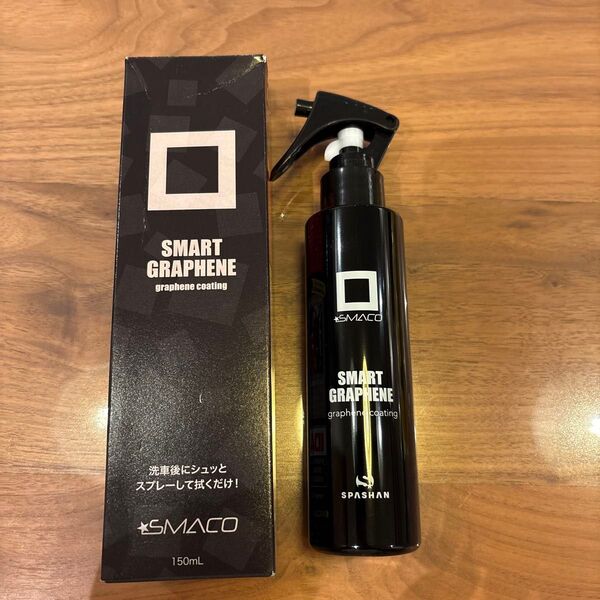 SMART
GRAPHENE
graphene coating
洗車後にシュッと
スプレーして拭くだけ!
SMACO
150mL
SMACO
SMART
GRAPHENE
graphene coating
SPASHAN